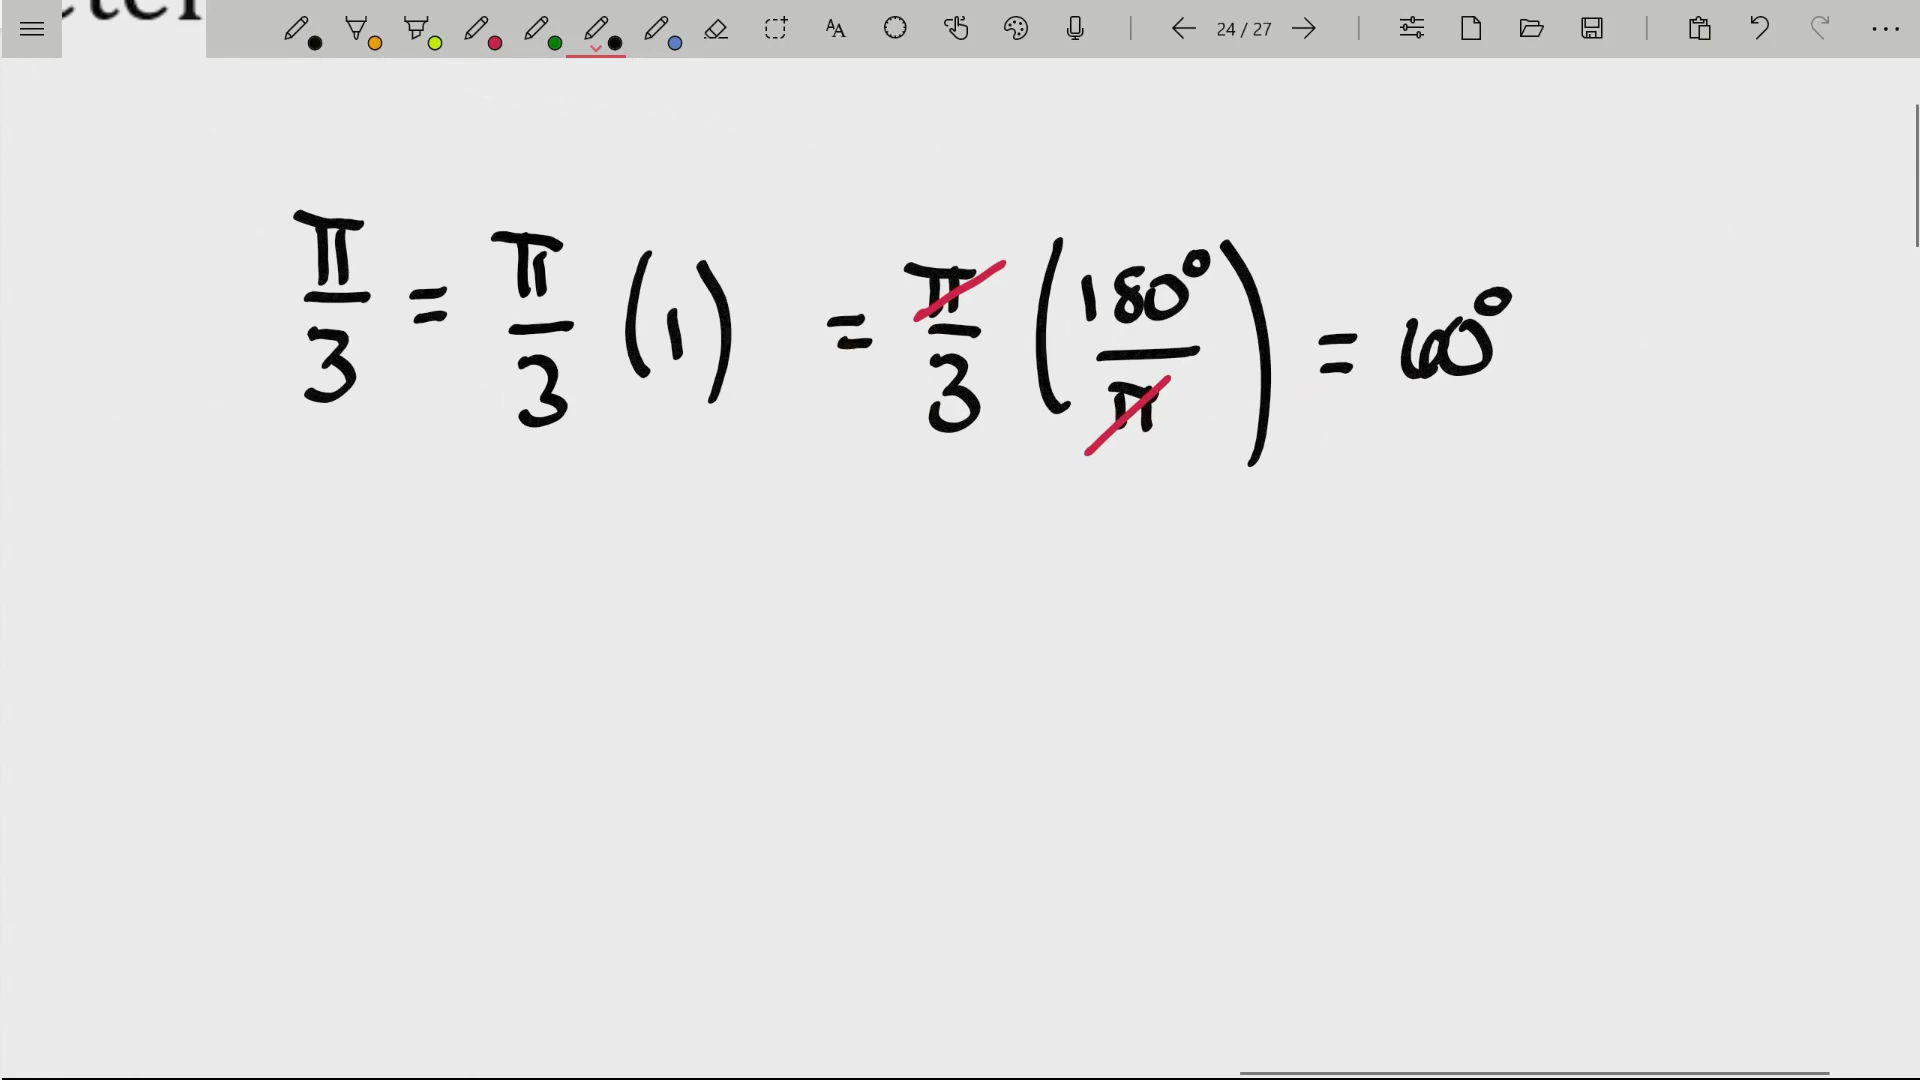 24 / 27
π/3 = π/3 (1) = π/3 (180°/π) = 60°